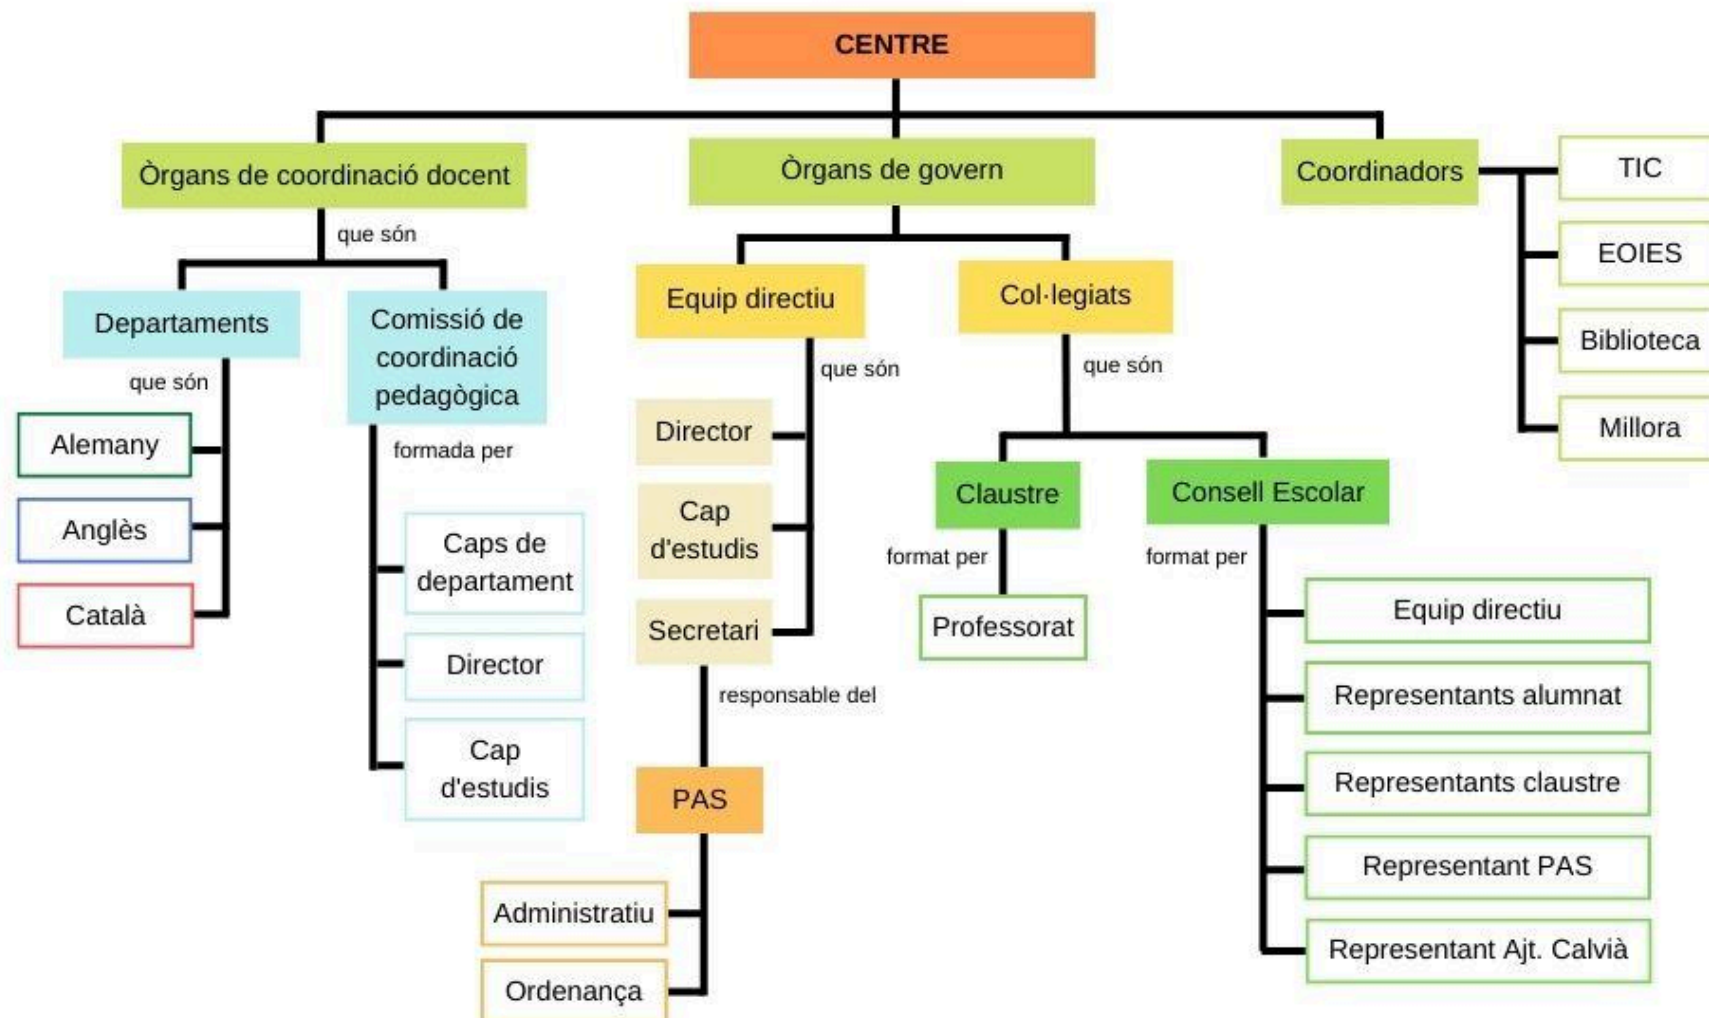 CENTRE
Òrgans de coordinació docent
Òrgans de govern
Coordinadors
TIC
EOIES
Biblioteca
Millora
que són
Departaments
Comissió de
coordinació
pedagògica
que són
Alemany
Anglès
Català
formada per
Caps de
departament
Director
Cap
d'estudis
Equip directiu
que són
Director
Cap
d'estudis
Secretari
responsable del
PAS
Administratiu
Ordenança
Col·legiats
que són
Claustre
format per
Professorat
Consell Escolar
format per
Equip directiu
Representants alumnat
Representants claustre
Representant PAS
Representant Ajt. Calvià